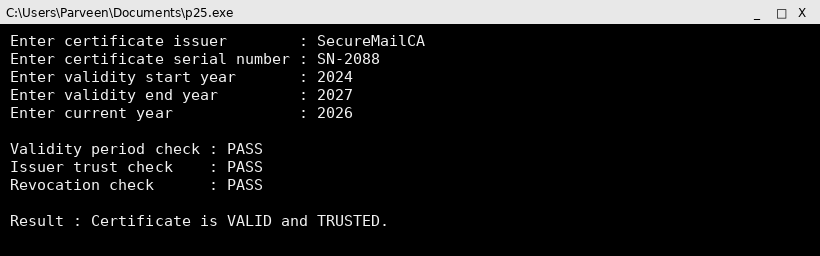 C:\Users\Parveen\Documents\p25.exe
Enter certificate issuer        : SecureMailCA
Enter certificate serial number : SN-2088
Enter validity start year       : 2024
Enter validity end year         : 2027
Enter current year              : 2026
Validity period check : PASS
Issuer trust check    : PASS
Revocation check      : PASS
Result : Certificate is VALID and TRUSTED.